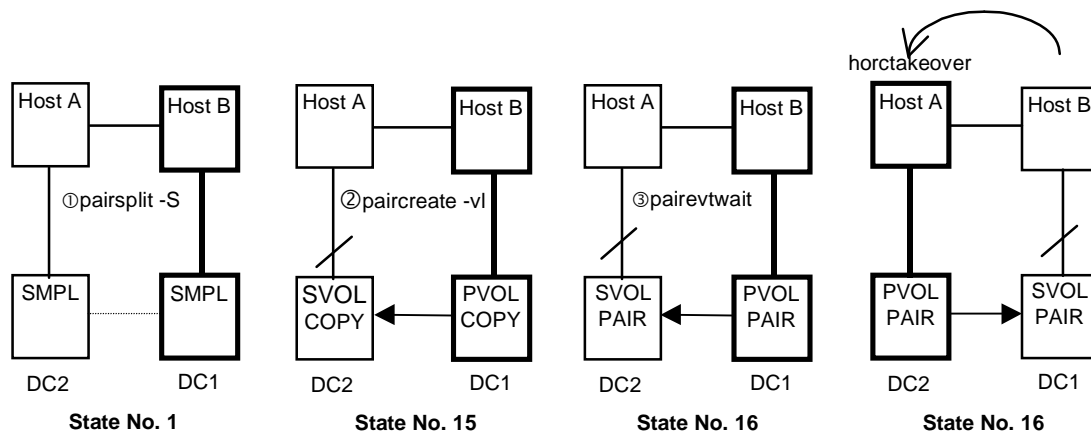 horctakeover
Host A
Host B
Host A
Host B
Host A
Host B
Host A
Host B
①pairsplit -S
②paircreate -vl
③pairevtwait
SMPL
SMPL
SVOL
COPY
PVOL
COPY
SVOL
PAIR
PVOL
PAIR
PVOL
PAIR
SVOL
PAIR
DC2
DC1
DC2
DC1
DC2
DC1
DC2
DC1
State No. 1
State No. 15
State No. 16
State No. 16